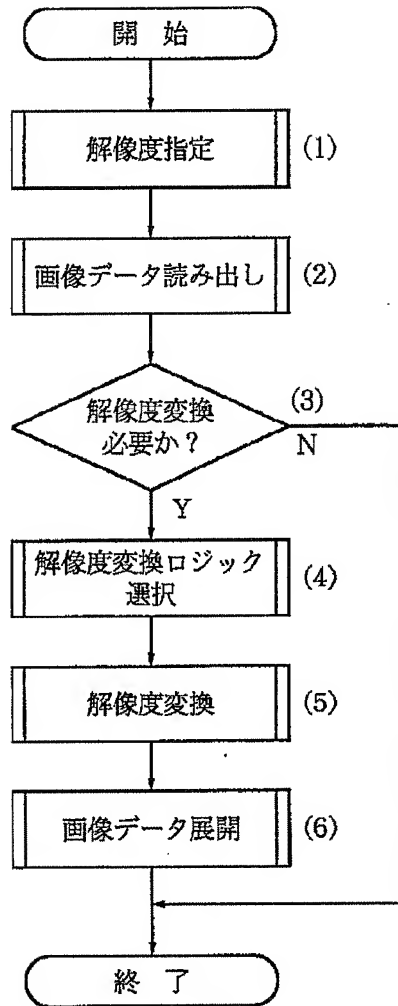 開 始
解像度指定 (1)
画像データ読み出し (2)
解像度変換 (3)
必要か？ N
Y
解像度変換ロジック
選択 (4)
解像度変換 (5)
画像データ展開 (6)
終 了